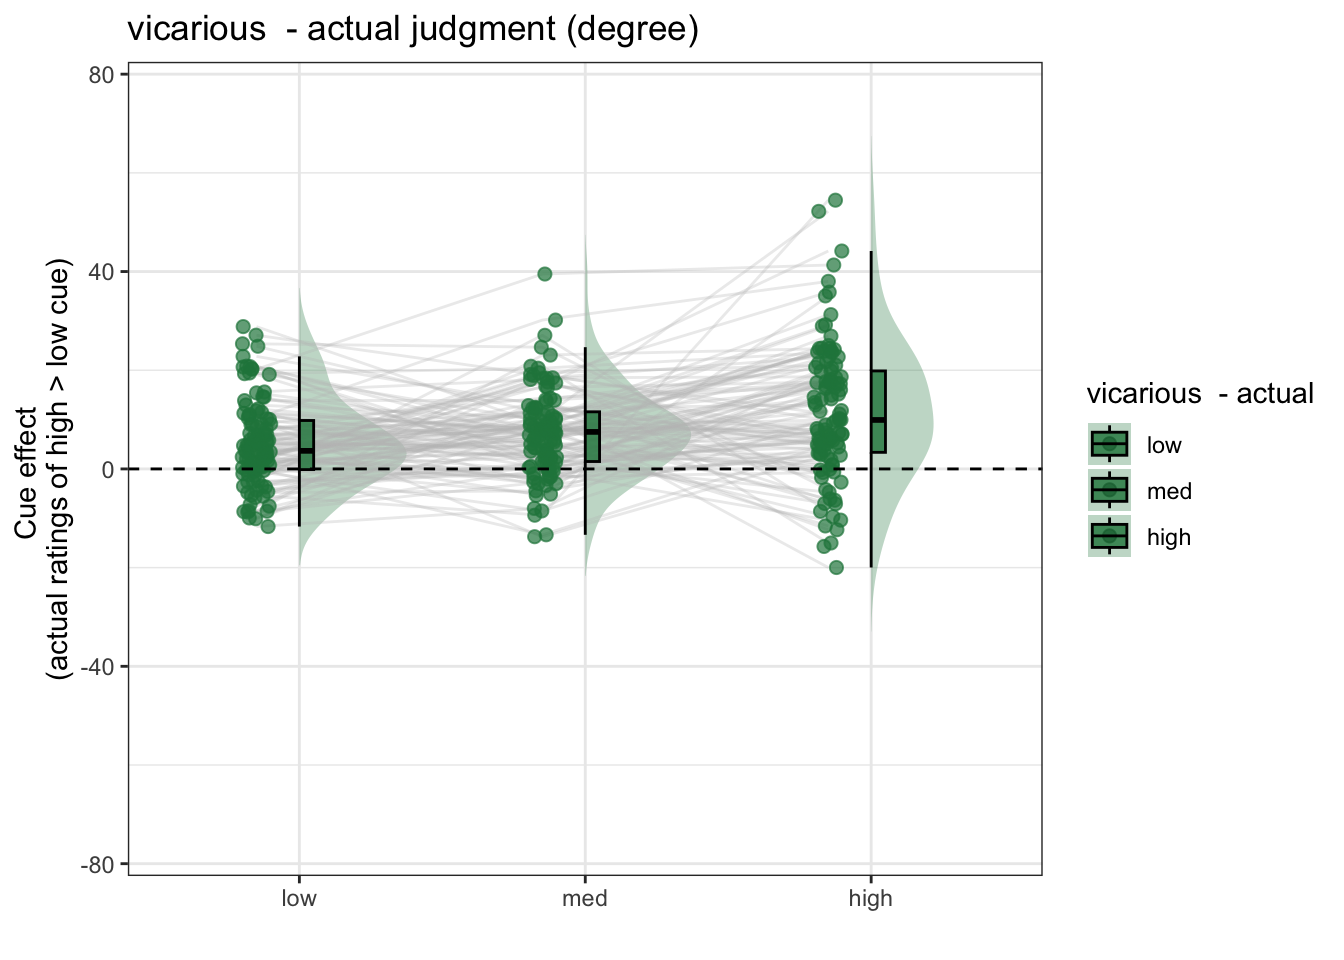 vicarious  - actual judgment (degree)
Cue effect
(actual ratings of high > low cue)
80
40
0
-40
-80
low
med
high
vicarious  - actual
low
med
high